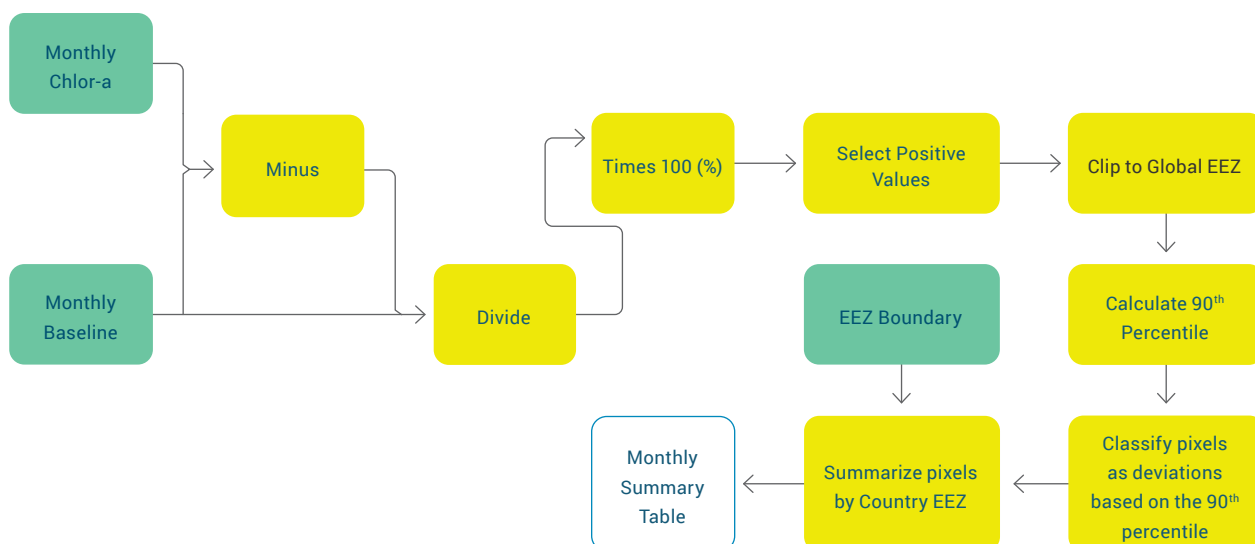 Monthly
Chlor-a
Minus
Times 100 (%)
Select Positive
Values
Clip to Global EEZ
Monthly
Baseline
Divide
EEZ Boundary
Calculate 90th
Percentile
Monthly
Summary
Table
Summarize pixels
by Country EEZ
Classify pixels
as deviations
based on the 90th
percentile